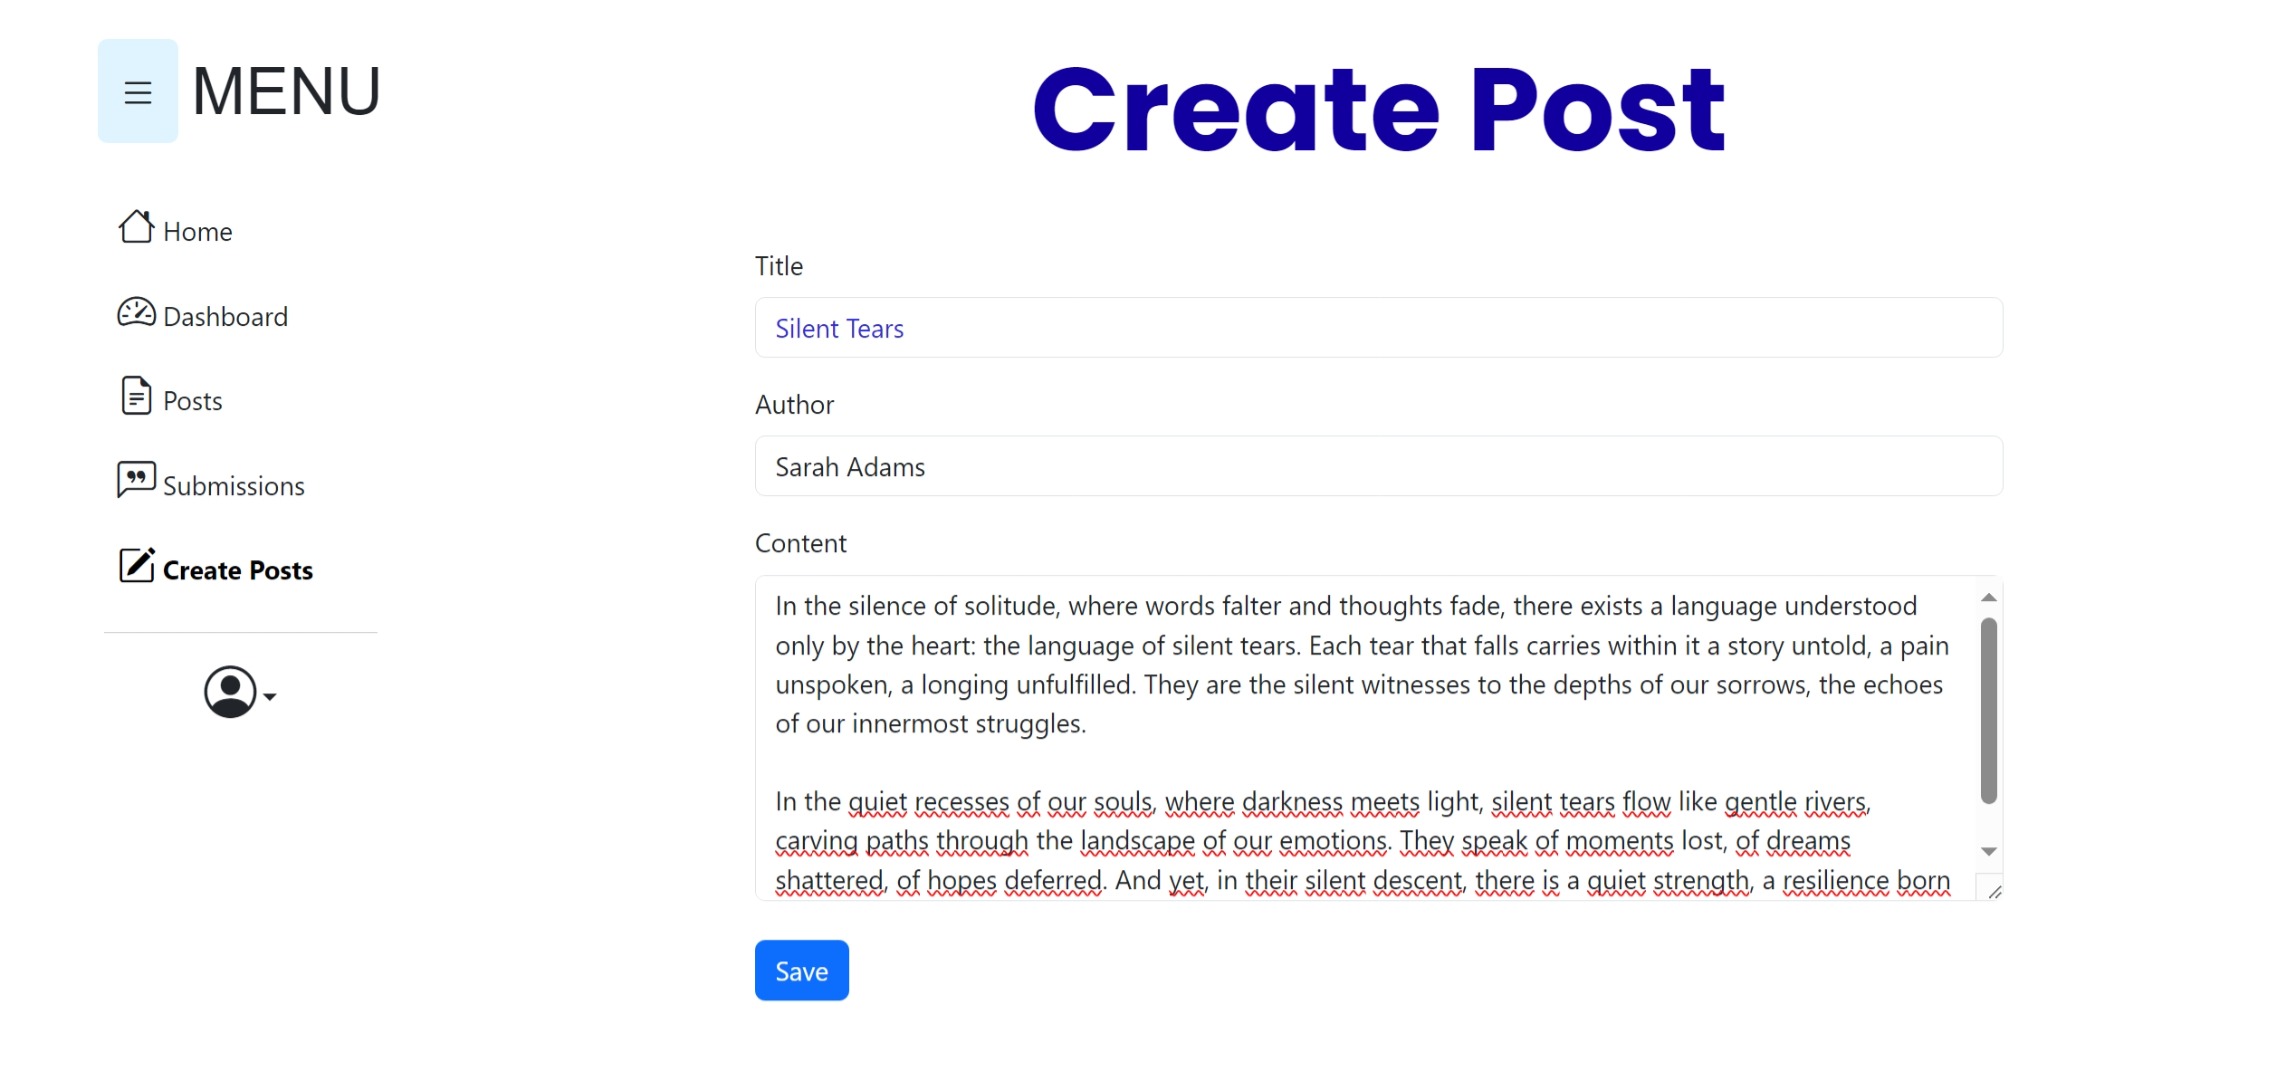 MENU
Create Post
Home
Dashboard
Posts
Submissions
Create Posts
Title
Silent Tears
Author
Sarah Adams
Content
In the silence of solitude, where words falter and thoughts fade, there exists a language understood
only by the heart: the language of silent tears. Each tear that falls carries within it a story untold, a pain
unspoken, a longing unfulfilled. They are the silent witnesses to the depths of our sorrows, the echoes
of our innermost struggles.
In the quiet recesses of our souls, where darkness meets light, silent tears flow like gentle rivers,
carving paths through the landscape of our emotions. They speak of moments lost, of dreams
shattered, of hopes deferred. And yet, in their silent descent, there is a quiet strength, a resilience born
Save